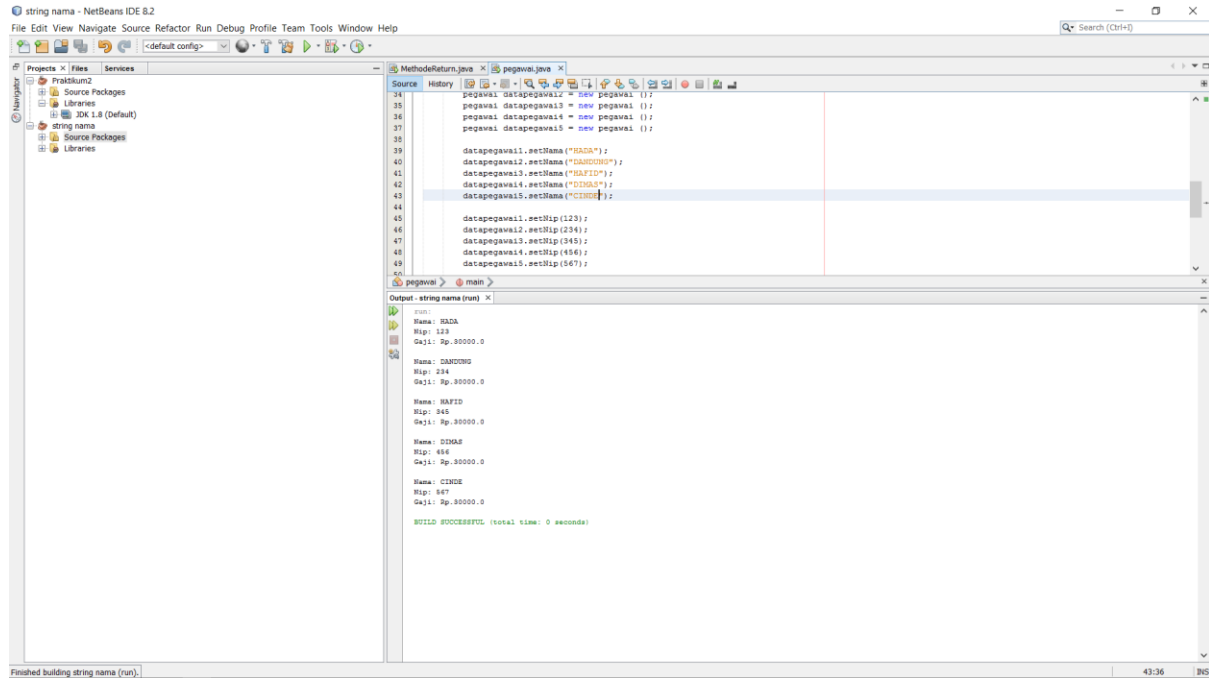 string nama - NetBeans IDE 8.2
File Edit View Navigate Source Refactor Run Debug Profile Team Tools Window Help
Search (Ctrl+I)
<default config>
Projects × Files Services
Navigator
Praktikum2
Source Packages
Libraries
JDK 1.8 (Default)
string nama
Source Packages
Libraries
MethodeReturn.java × pegawai.java ×
Source History
34 pegawai datapegawai2 = new pegawai ();
35 pegawai datapegawai3 = new pegawai ();
36 pegawai datapegawai4 = new pegawai ();
37 pegawai datapegawai5 = new pegawai ();
38
39 datapegawai1.setNama("HADA");
40 datapegawai2.setNama("DANDUNG");
41 datapegawai3.setNama("HAFID");
42 datapegawai4.setNama("DIMAS");
43 datapegawai5.setNama("CINDE");
44
45 datapegawai1.setNip(123);
46 datapegawai2.setNip(234);
47 datapegawai3.setNip(345);
48 datapegawai4.setNip(456);
49 datapegawai5.setNip(567);
50
pegawai main
Output - string nama (run) ×
run:
Nama: HADA
Nip: 123
Gaji: Rp.30000.0
Nama: DANDUNG
Nip: 234
Gaji: Rp.30000.0
Nama: HAFID
Nip: 345
Gaji: Rp.30000.0
Nama: DIMAS
Nip: 456
Gaji: Rp.30000.0
Nama: CINDE
Nip: 567
Gaji: Rp.30000.0
BUILD SUCCESSFUL (total time: 0 seconds)
Finished building string nama (run).
43:36
INS